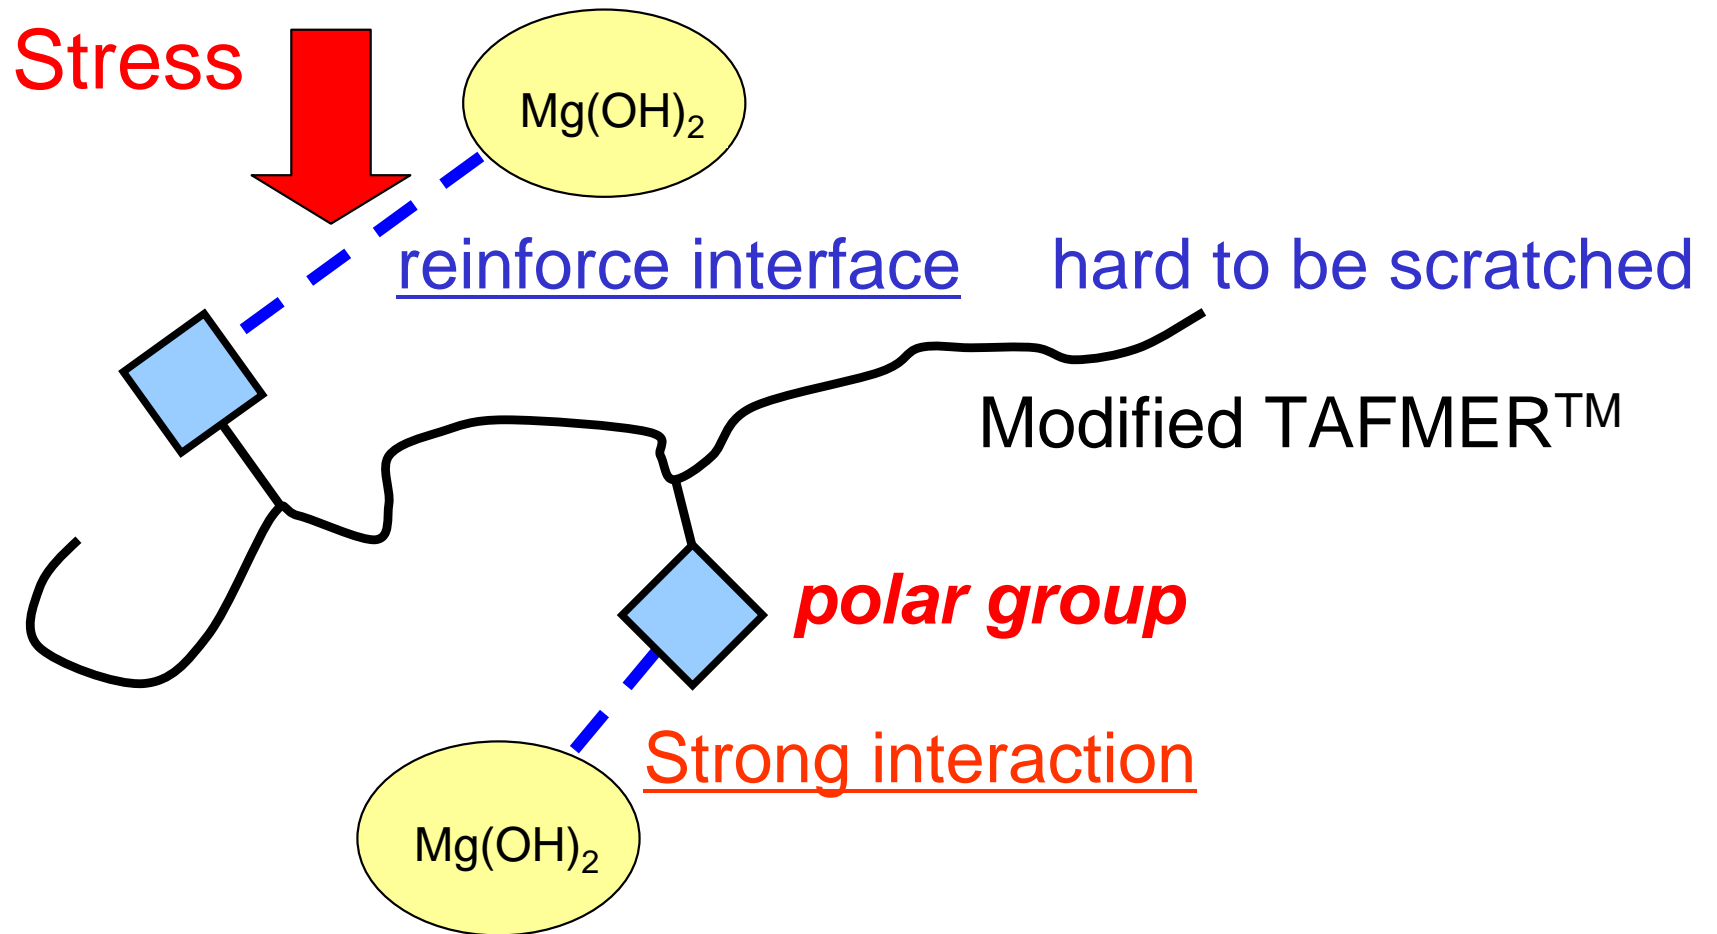 Stress
Mg(OH)₂
reinforce interface hard to be scratched
Modified TAFMER™
polar group
Strong interaction
Mg(OH)₂